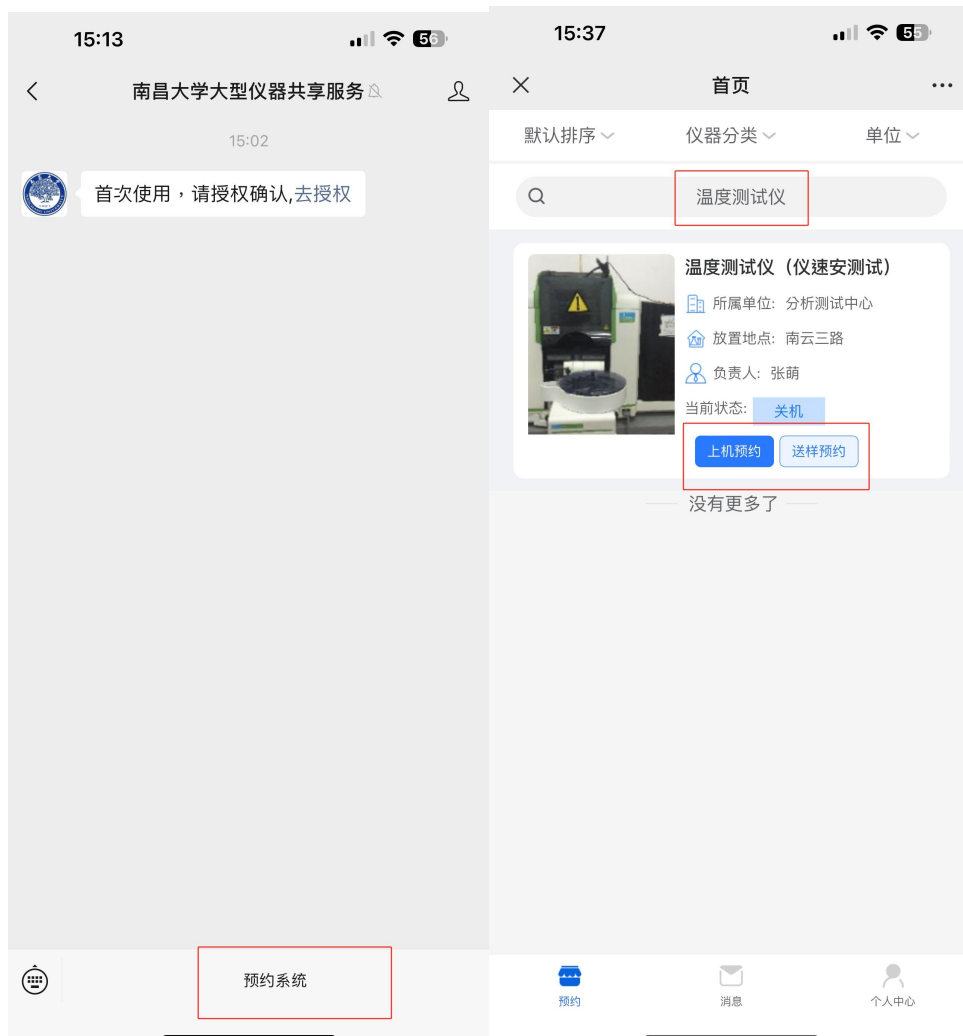 15:13
56
南昌大学大型仪器共享服务
15:02
首次使用，请授权确认,去授权
预约系统
15:37
55
首页
默认排序
仪器分类
单位
温度测试仪
温度测试仪（仪速安测试）
所属单位: 分析测试中心
放置地点: 南云三路
负责人: 张萌
当前状态: 关机
上机预约
送样预约
没有更多了
预约
消息
个人中心